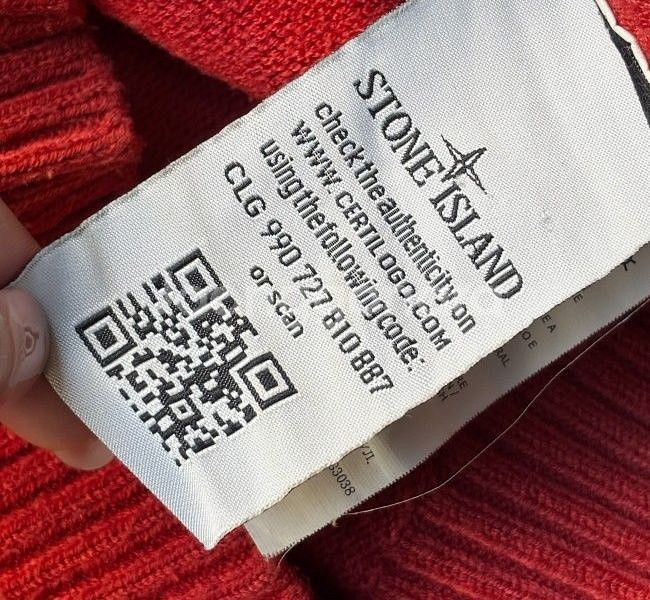 STONE ISLAND
check the authenticity on
WWW.CERTILOGO.COM
using the following code:
CLG 990 727 810 887
or scan
33038